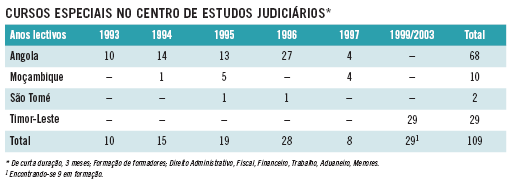 CURSOS ESPECIAIS NO CENTRO DE ESTUDOS JUDICIÁRIOS*
Anos lectivos 1993 1994 1995 1996 1997 1999/2003 Total
Angola 10 14 13 27 4 – 68
Moçambique – 1 5 – 4 – 10
São Tomé – – 1 1 – – 2
Timor-Leste – – – – – 29 29
Total 10 15 19 28 8 29¹ 109
* De curta duração, 3 meses; Formação de formadores; Direito Administrativo, Fiscal, Financeiro, Trabalho, Aduaneiro, Menores.
¹ Encontrando-se 9 em formação.